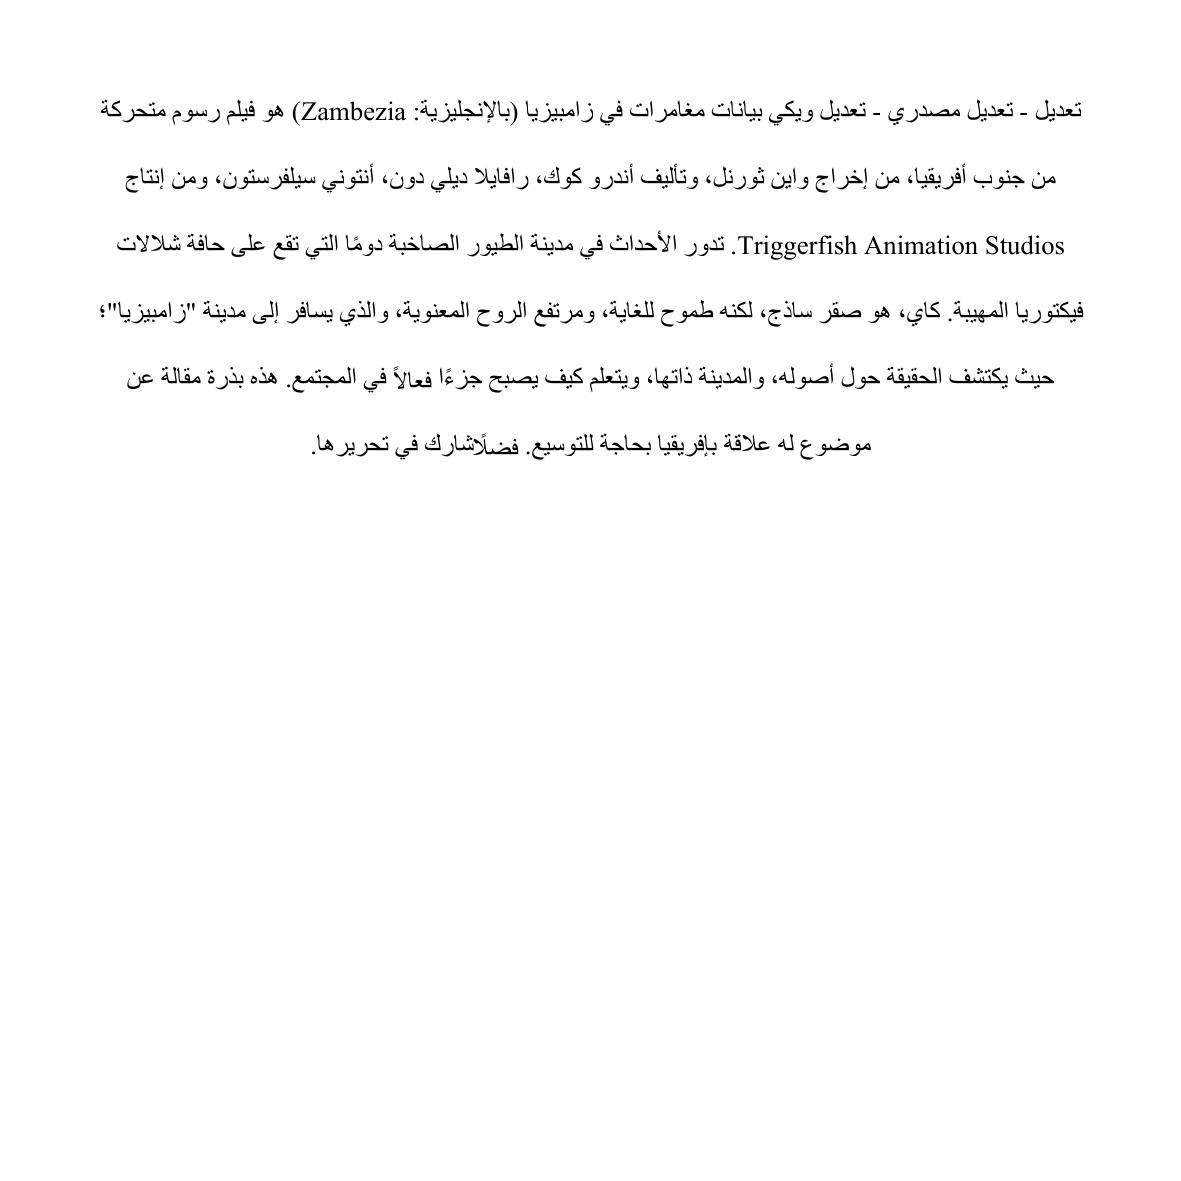 تعديل - تعديل مصدري - تعديل ويكي بيانات مغامرات في زامبيزيا (بالإنجليزية: Zambezia) هو فيلم رسوم متحركة
من جنوب أفريقيا، من إخراج واين ثورنل، وتأليف أندرو كوك، رافايلا ديلي دون، أنتوني سيلفرستون، ومن إنتاج
Triggerfish Animation Studios. تدور الأحداث في مدينة الطيور الصاخبة دومًا التي تقع على حافة شلالات
فيكتوريا المهيبة. كاي، هو صقر ساذج، لكنه طموح للغاية، ومرتفع الروح المعنوية، والذي يسافر إلى مدينة "زامبيزيا"؛
حيث يكتشف الحقيقة حول أصوله، والمدينة ذاتها، ويتعلم كيف يصبح جزءًا فعالاً في المجتمع. هذه بذرة مقالة عن
موضوع له علاقة بإفريقيا بحاجة للتوسيع. فضلًاشارك في تحريرها.